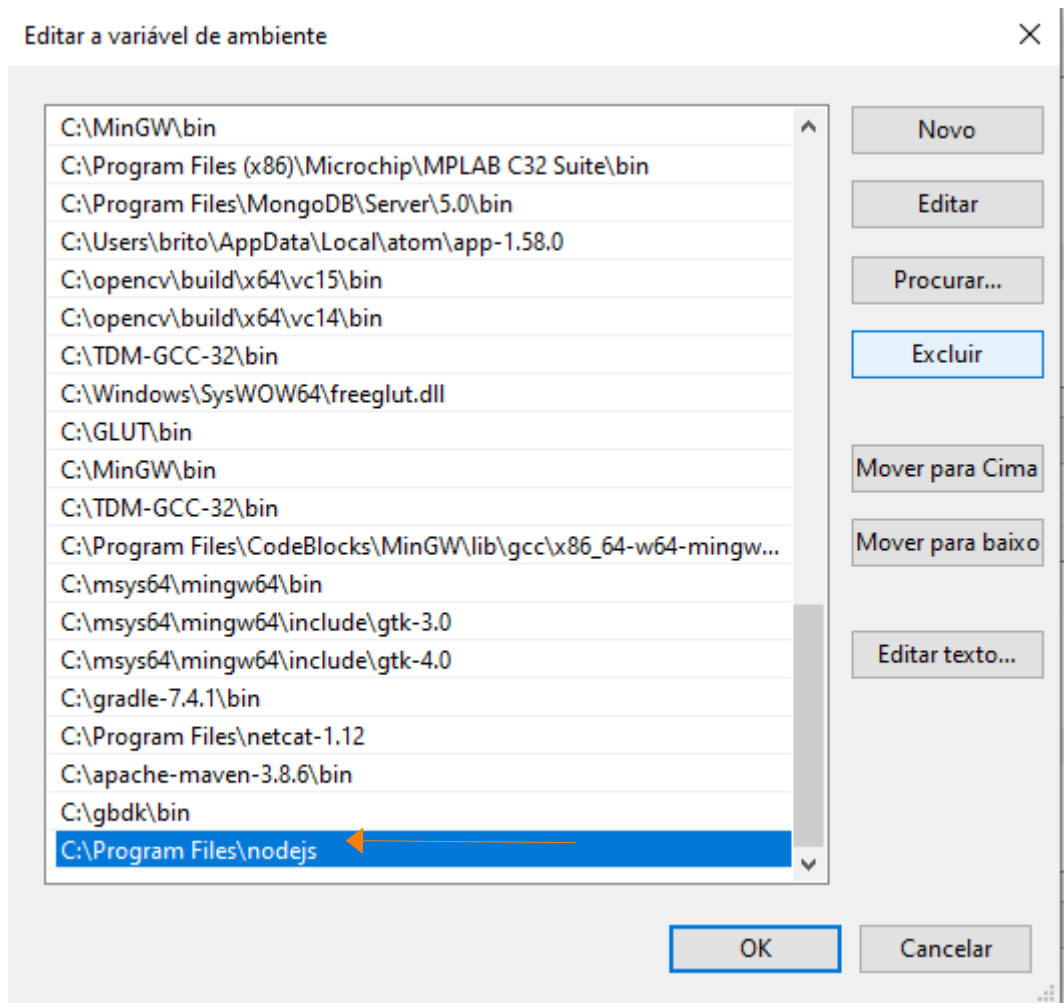 Editar a variável de ambiente
C:\MinGW\bin
C:\Program Files (x86)\Microchip\MPLAB C32 Suite\bin
C:\Program Files\MongoDB\Server\5.0\bin
C:\Users\brito\AppData\Local\atom\app-1.58.0
C:\opencv\build\x64\vc15\bin
C:\opencv\build\x64\vc14\bin
C:\TDM-GCC-32\bin
C:\Windows\SysWOW64\freeglut.dll
C:\GLUT\bin
C:\MinGW\bin
C:\TDM-GCC-32\bin
C:\Program Files\CodeBlocks\MinGW\lib\gcc\x86_64-w64-mingw...
C:\msys64\mingw64\bin
C:\msys64\mingw64\include\gtk-3.0
C:\msys64\mingw64\include\gtk-4.0
C:\gradle-7.4.1\bin
C:\Program Files\netcat-1.12
C:\apache-maven-3.8.6\bin
C:\gbdk\bin
C:\Program Files\nodejs
Novo
Editar
Procurar...
Excluir
Mover para Cima
Mover para baixo
Editar texto...
OK
Cancelar